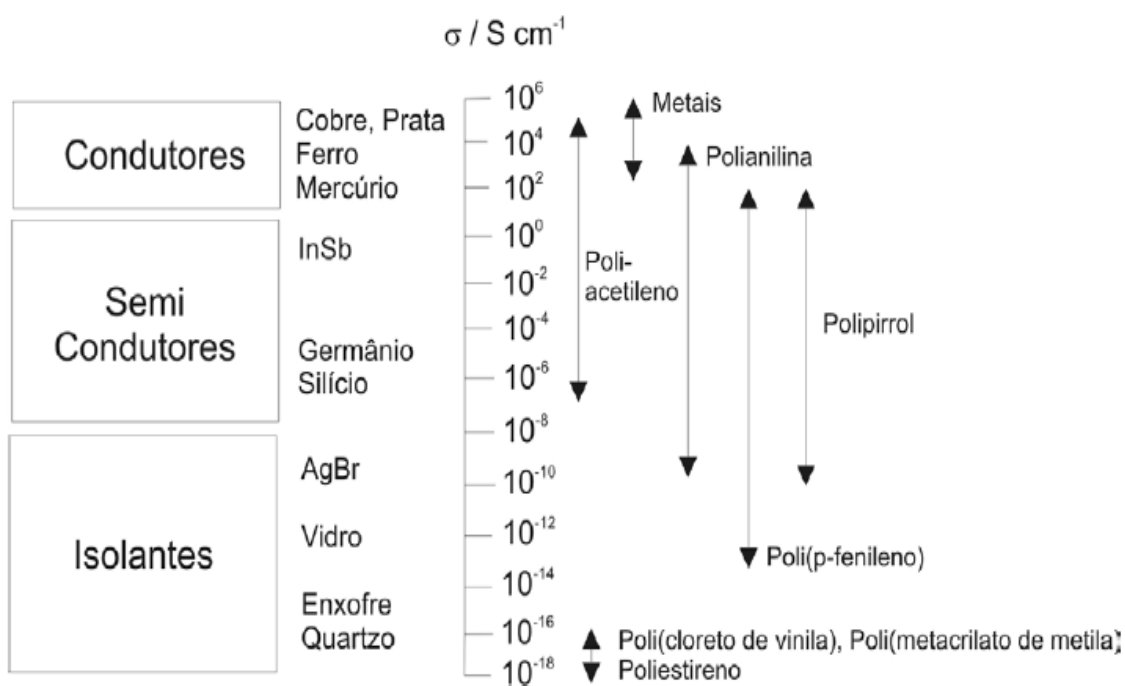 σ / S cm⁻¹
Condutores
Cobre, Prata
Ferro
Mercúrio
Semi
Condutores
InSb
Germânio
Silício
Isolantes
AgBr
Vidro
Enxofre
Quartzo
10⁶
10⁴
10²
10⁰
10⁻²
10⁻⁴
10⁻⁶
10⁻⁸
10⁻¹⁰
10⁻¹²
10⁻¹⁴
10⁻¹⁶
10⁻¹⁸
Metais
Polianilina
Poli-
acetileno
Polipirrol
Poli(p-fenileno)
Poli(cloreto de vinila), Poli(metacrilato de metila)
Poliestireno